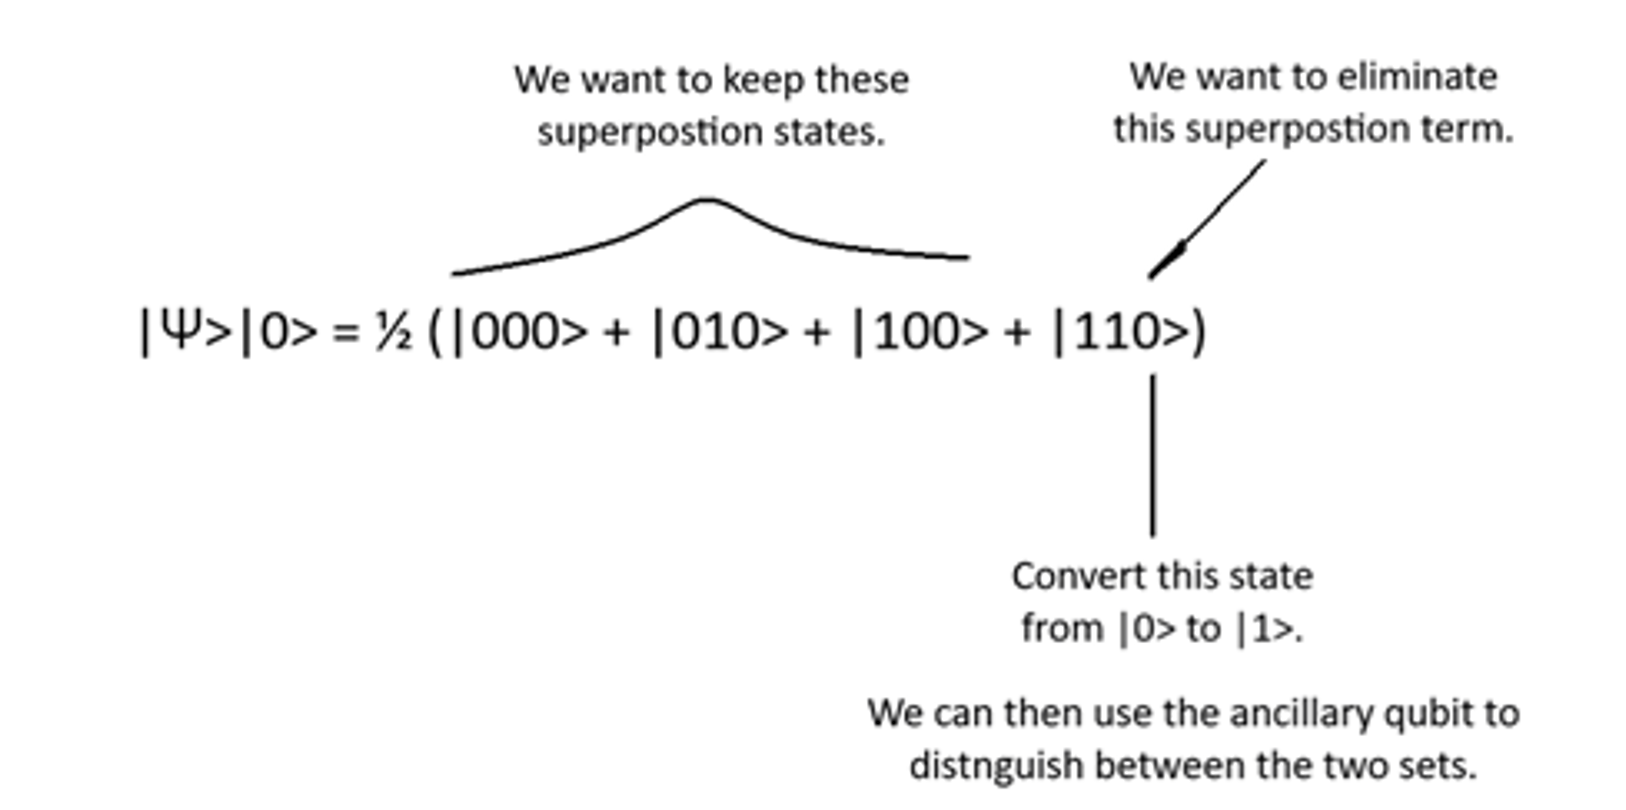 We want to keep these
superpostion states.
We want to eliminate
this superpostion term.
|Ψ>|0> = ½ (|000> + |010> + |100> + |110>)
Convert this state
from |0> to |1>.
We can then use the ancillary qubit to
distnguish between the two sets.